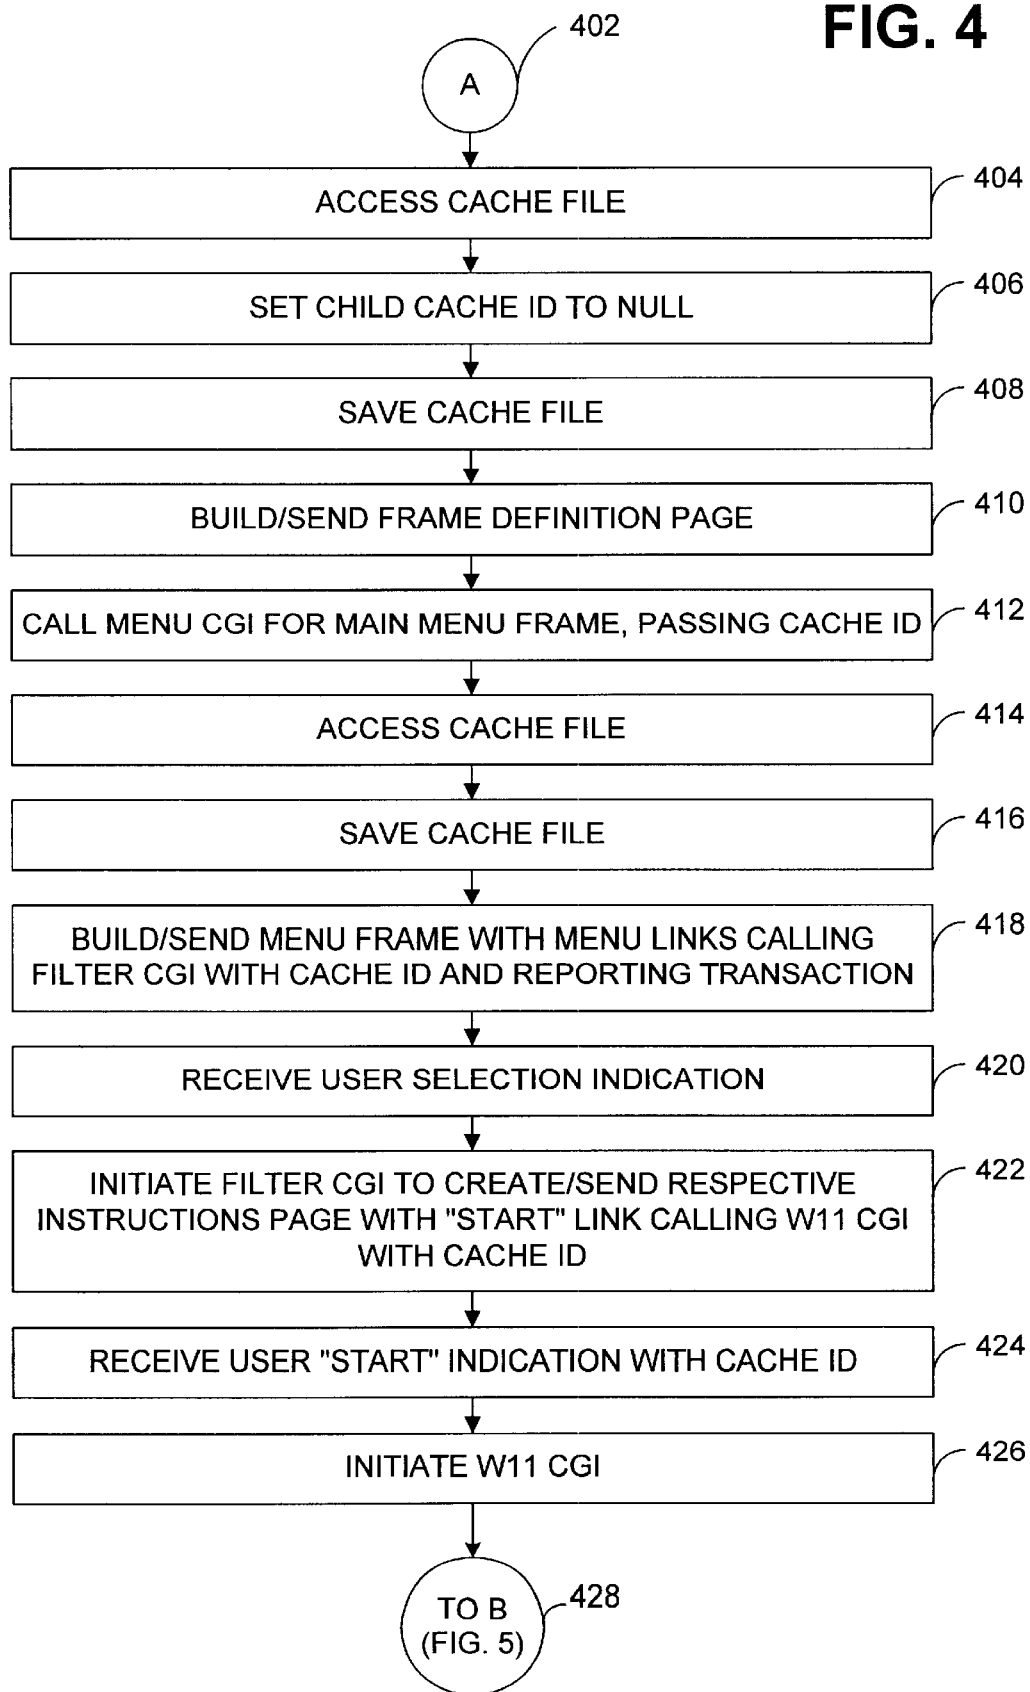 FIG. 4
402
A
404
ACCESS CACHE FILE
406
SET CHILD CACHE ID TO NULL
408
SAVE CACHE FILE
410
BUILD/SEND FRAME DEFINITION PAGE
412
CALL MENU CGI FOR MAIN MENU FRAME, PASSING CACHE ID
414
ACCESS CACHE FILE
416
SAVE CACHE FILE
418
BUILD/SEND MENU FRAME WITH MENU LINKS CALLING
FILTER CGI WITH CACHE ID AND REPORTING TRANSACTION
420
RECEIVE USER SELECTION INDICATION
422
INITIATE FILTER CGI TO CREATE/SEND RESPECTIVE
INSTRUCTIONS PAGE WITH "START" LINK CALLING W11 CGI
WITH CACHE ID
424
RECEIVE USER "START" INDICATION WITH CACHE ID
426
INITIATE W11 CGI
428
TO B
(FIG. 5)